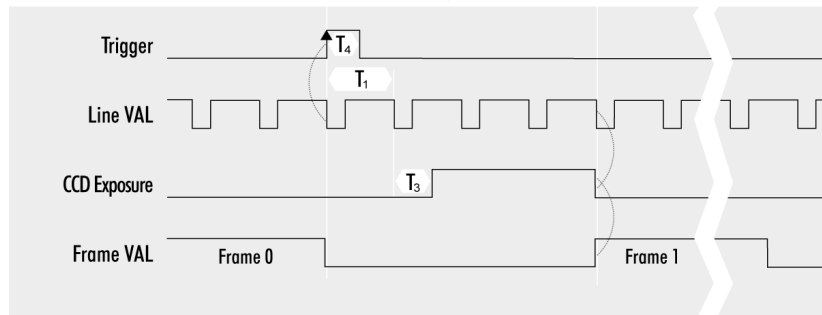 Trigger
T4
T1
Line VAL
CCD Exposure
T3
Frame VAL
Frame 0
Frame 1